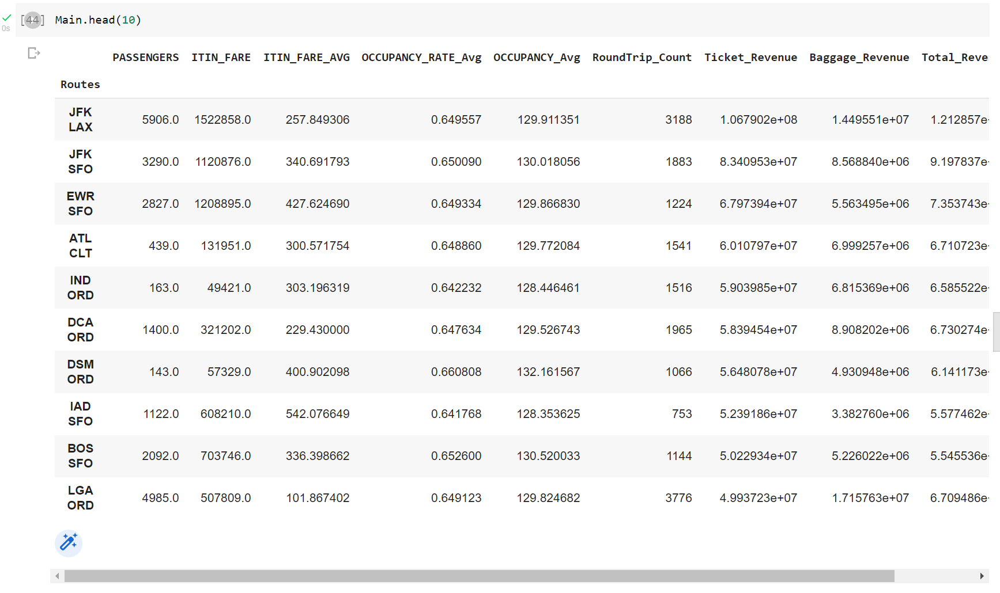 [44] Main.head(10)
0s
PASSENGERS ITIN_FARE ITIN_FARE_AVG OCCUPANCY_RATE_Avg OCCUPANCY_Avg RoundTrip_Count Ticket_Revenue Baggage_Revenue Total_Reve
Routes
JFK
LAX 5906.0 1522858.0 257.849306 0.649557 129.911351 3188 1.067902e+08 1.449551e+07 1.212857e
JFK
SFO 3290.0 1120876.0 340.691793 0.650090 130.018056 1883 8.340953e+07 8.568840e+06 9.197837e
EWR
SFO 2827.0 1208895.0 427.624690 0.649334 129.866830 1224 6.797394e+07 5.563495e+06 7.353743e
ATL
CLT 439.0 131951.0 300.571754 0.648860 129.772084 1541 6.010797e+07 6.999257e+06 6.710723e
IND
ORD 163.0 49421.0 303.196319 0.642232 128.446461 1516 5.903985e+07 6.815369e+06 6.585522e
DCA
ORD 1400.0 321202.0 229.430000 0.647634 129.526743 1965 5.839454e+07 8.908202e+06 6.730274e
DSM
ORD 143.0 57329.0 400.902098 0.660808 132.161567 1066 5.648078e+07 4.930948e+06 6.141173e
IAD
SFO 1122.0 608210.0 542.076649 0.641768 128.353625 753 5.239186e+07 3.382760e+06 5.577462e
BOS
SFO 2092.0 703746.0 336.398662 0.652600 130.520033 1144 5.022934e+07 5.226022e+06 5.545536e
LGA
ORD 4985.0 507809.0 101.867402 0.649123 129.824682 3776 4.993723e+07 1.715763e+07 6.709486e